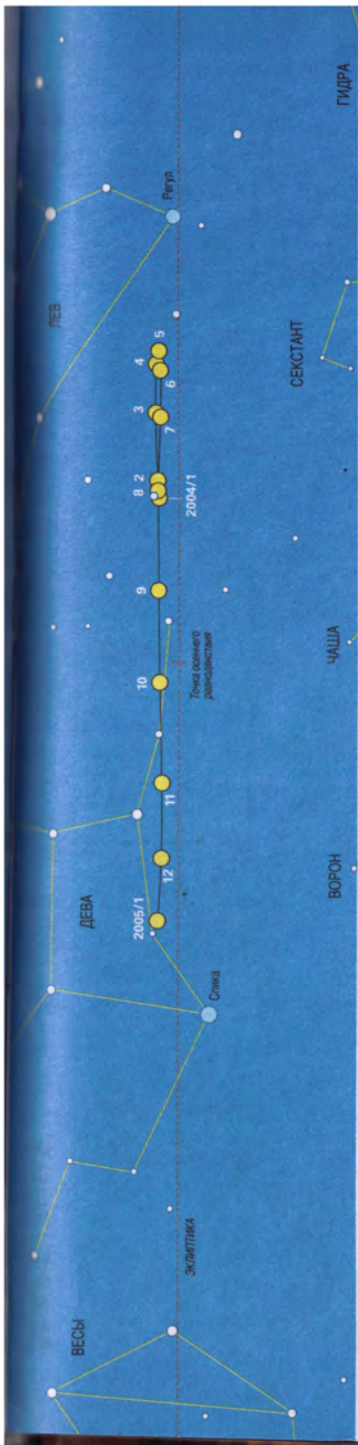 ЛЕВ
ВЕСЫ
ДЕВА
2005/1
12
11
10
9
8
2
3
4
5
6
7
Регул
2004/1
ЭКЛИПТИКА
Точка осеннего
равноденствия
Спика
СЕКСТАНТ
ВОРОН
ЧАША
ГИДРА